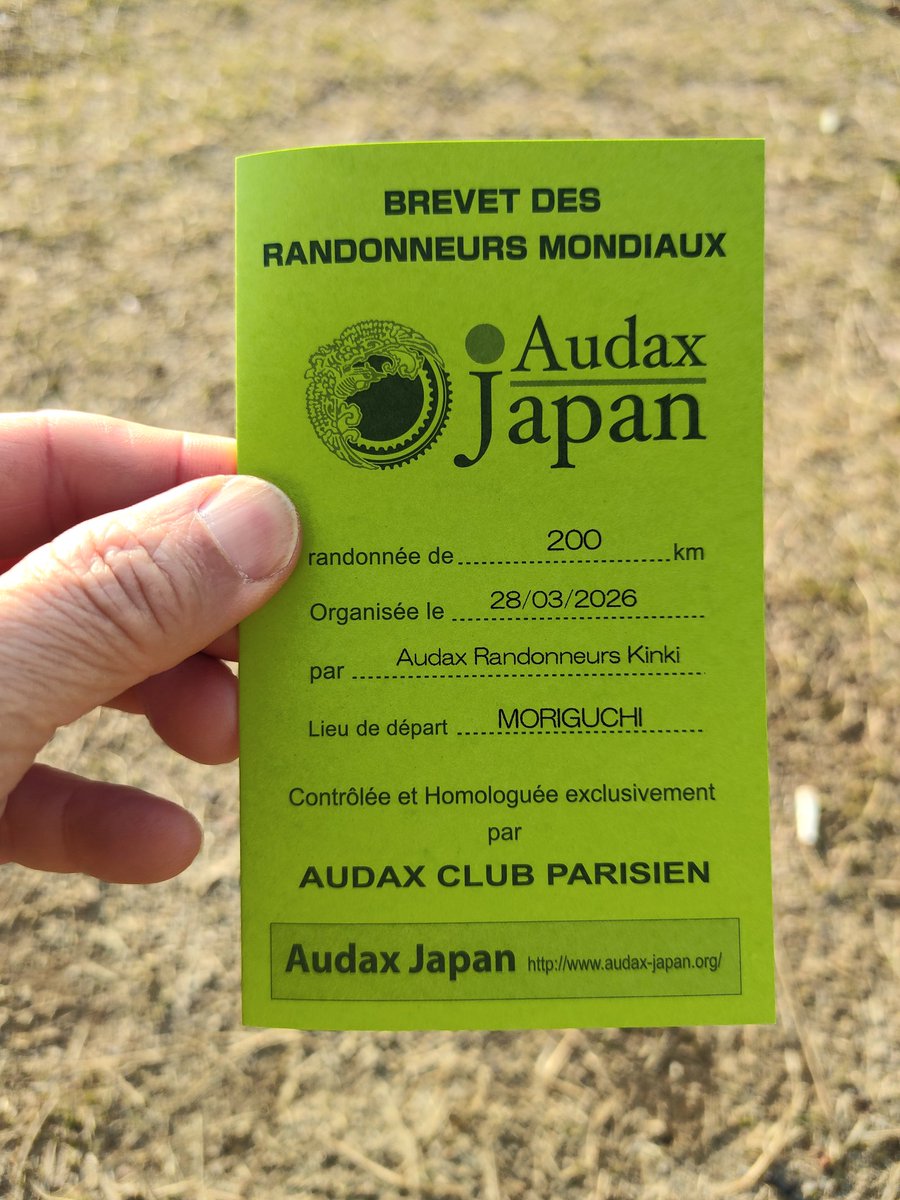 BREVET DES
RANDONNEURS MONDIAUX
Audax
Japan
randonnée de 200 km
Organisée le 28/03/2026
par Audax Randonneurs Kinki
Lieu de départ MORIGUCHI
Contrôlée et Homologuée exclusivement
par
AUDAX CLUB PARISIEN
Audax Japan http://www.audax-japan.org/